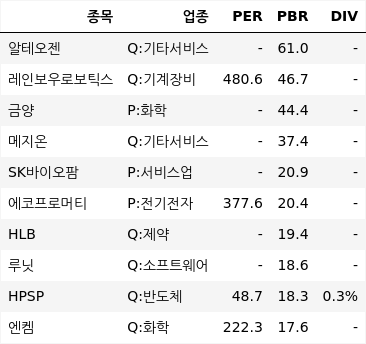 종목 업종 PER PBR DIV
알테오젠 Q:기타서비스 - 61.0 -
레인보우로보틱스 Q:기계장비 480.6 46.7 -
금양 P:화학 - 44.4 -
메지온 Q:기타서비스 - 37.4 -
SK바이오팜 P:서비스업 - 20.9 -
에코프로머티 P:전기전자 377.6 20.4 -
HLB Q:제약 - 19.4 -
루닛 Q:소프트웨어 - 18.6 -
HPSP Q:반도체 48.7 18.3 0.3%
엔켐 Q:화학 222.3 17.6 -